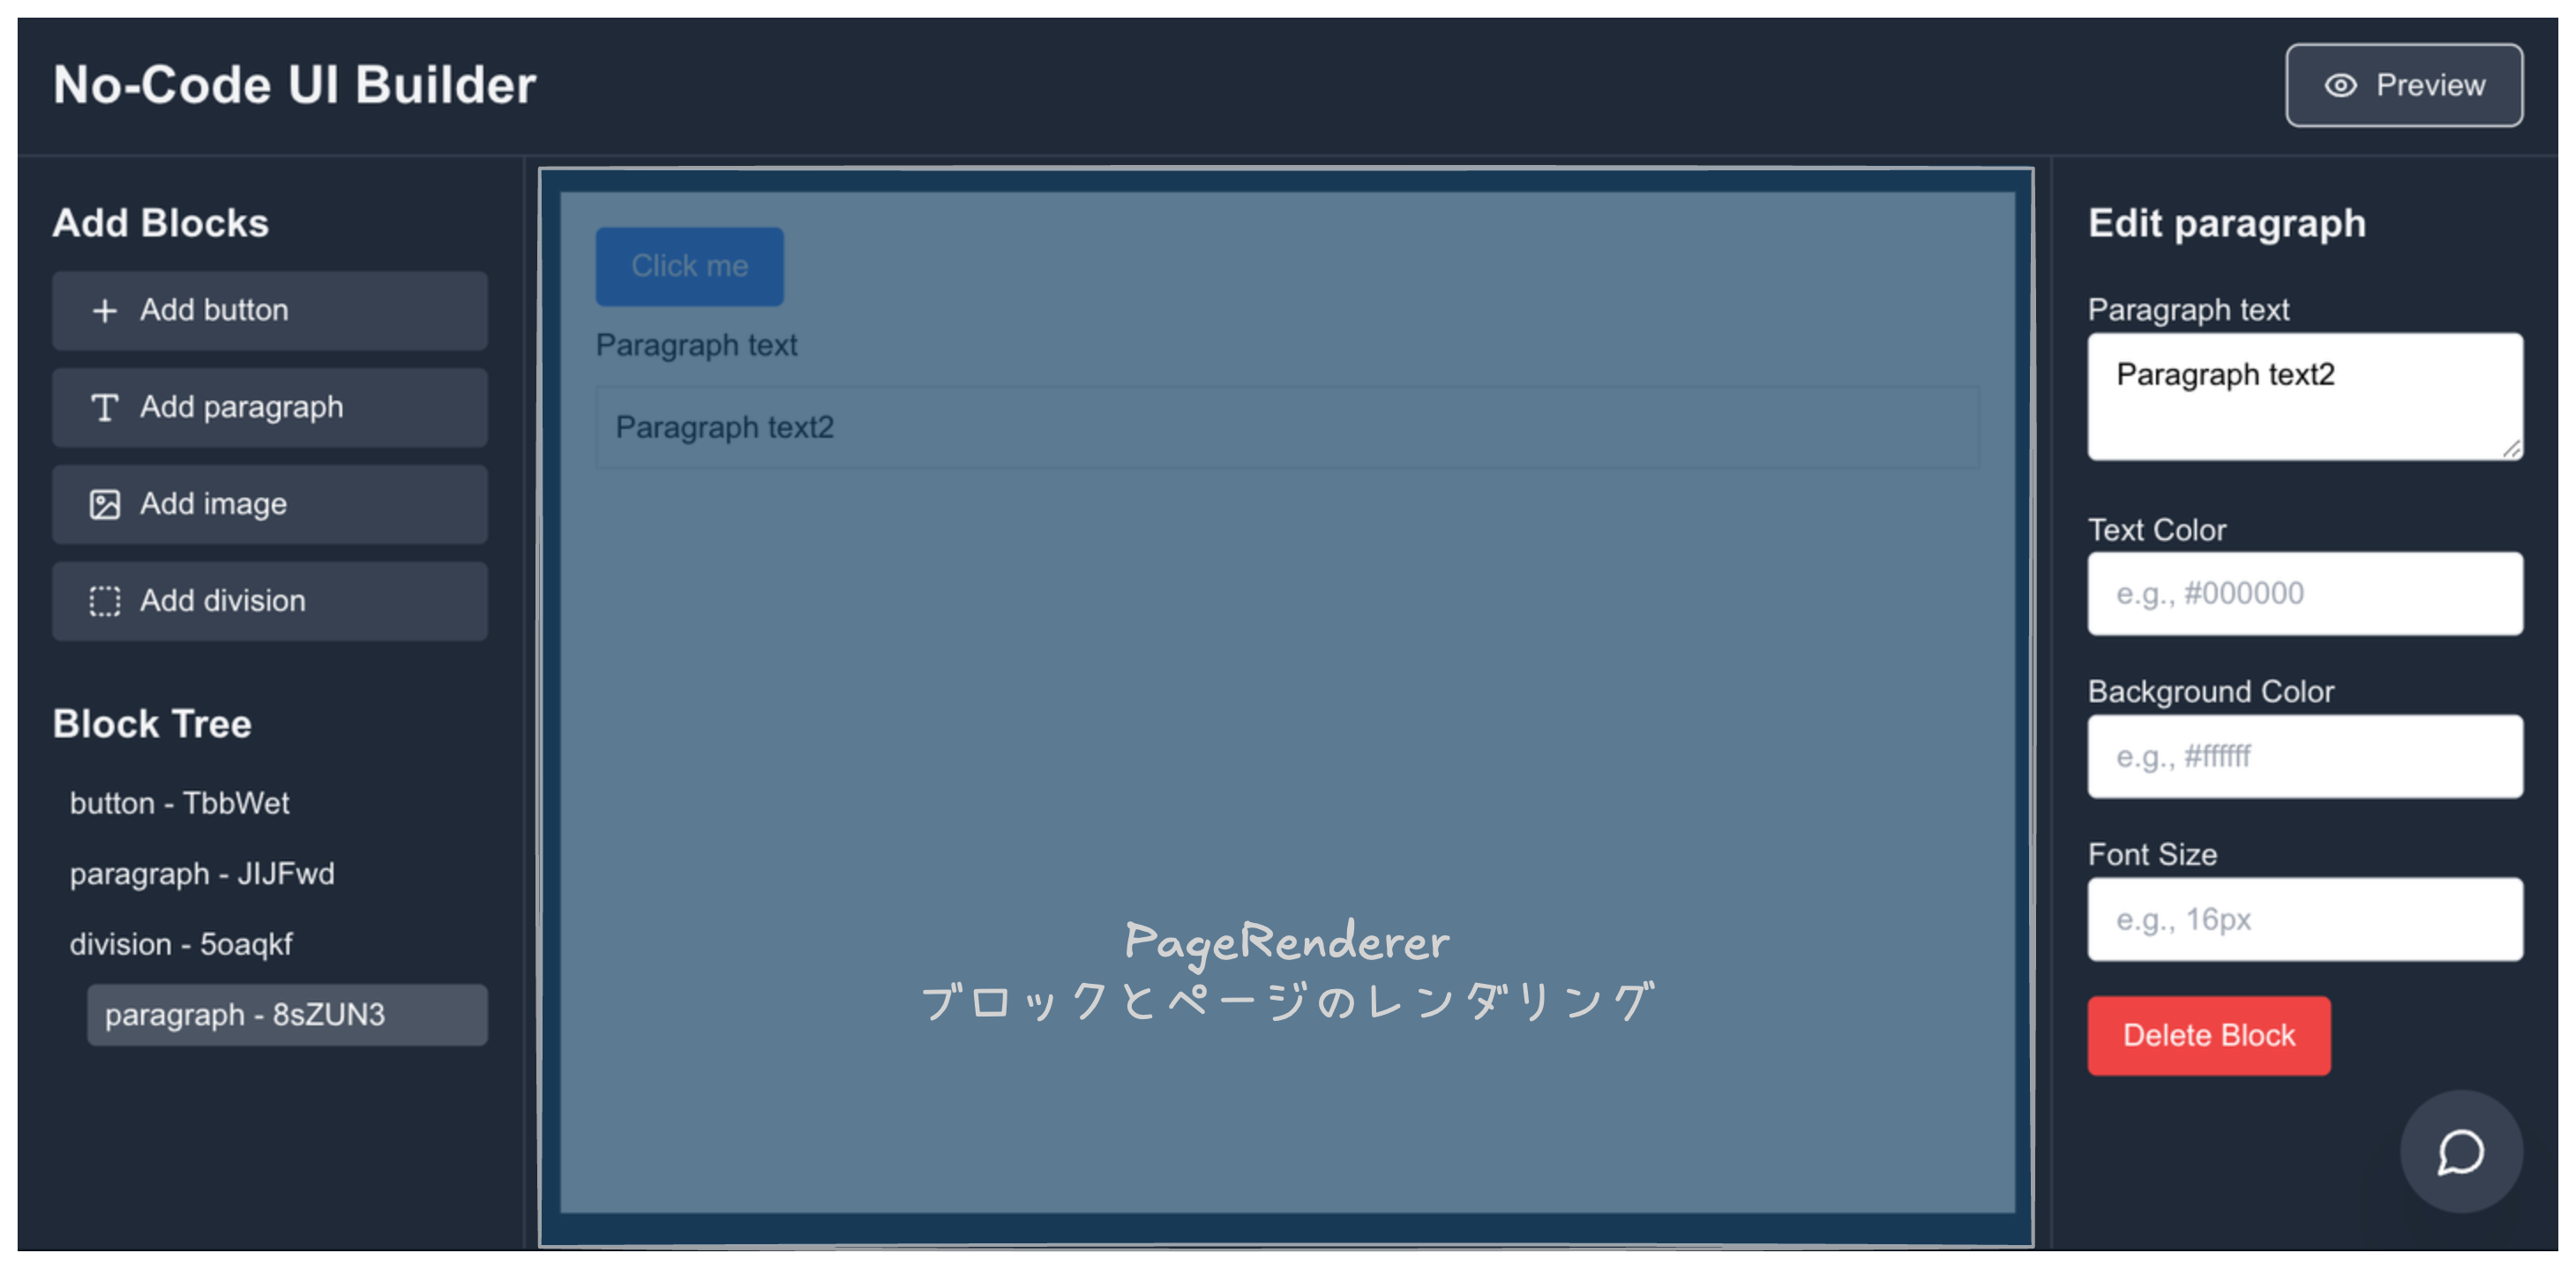 No-Code UI Builder
Preview
Add Blocks
Add button
Add paragraph
Add image
Add division
Block Tree
button - TbbWet
paragraph - JIJFwd
division - 5oaqkf
paragraph - 8sZUN3
Click me
Paragraph text
Paragraph text2
PageRenderer
ブロックとページのレンダリング
Edit paragraph
Paragraph text
Paragraph text2
Text Color
e.g., #000000
Background Color
e.g., #ffffff
Font Size
e.g., 16px
Delete Block